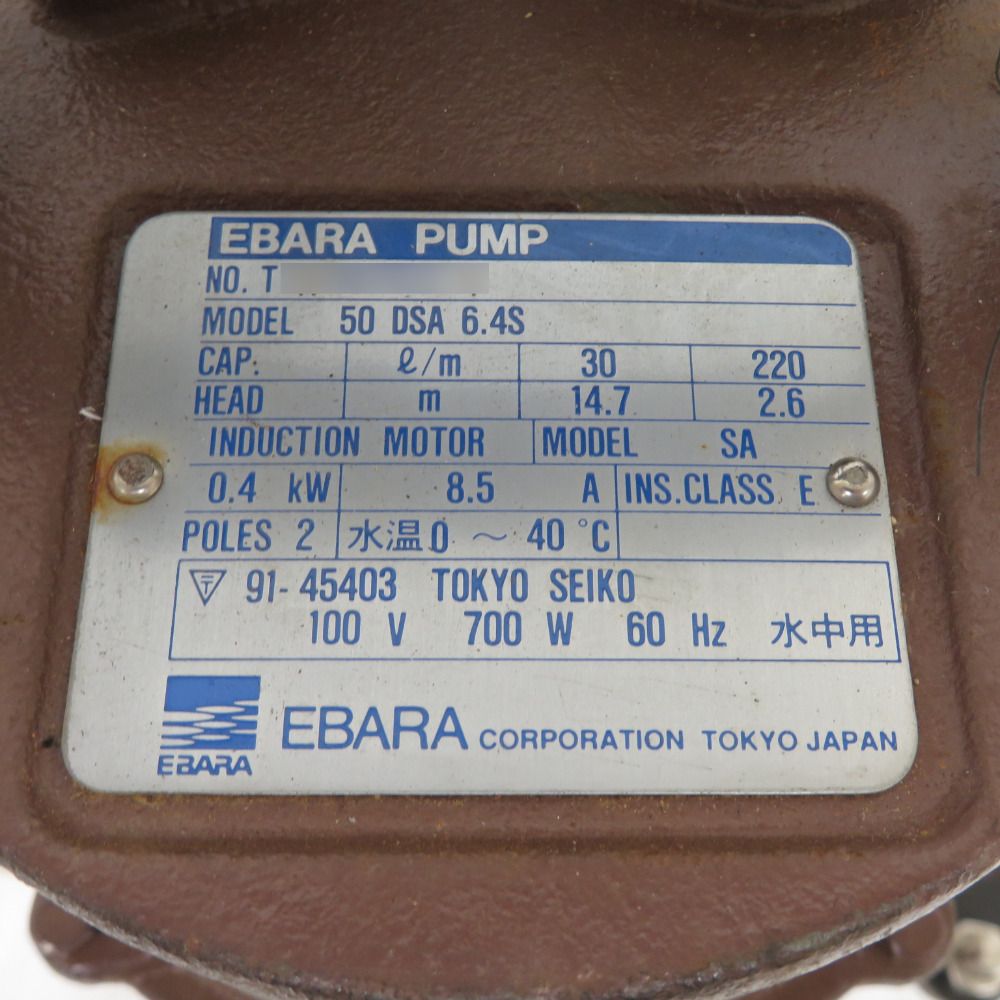 EBARA PUMP
NO. T
MODEL 50 DSA 6.4S
CAP. ℓ/m 30 220
HEAD m 14.7 2.6
INDUCTION MOTOR MODEL SA
0.4 kW 8.5 A INS.CLASS E
POLES 2 水温 0 ～ 40 °C
〒 91-45403 TOKYO SEIKO
100 V 700 W 60 Hz 水中用
EBARA
EBARA CORPORATION TOKYO JAPAN